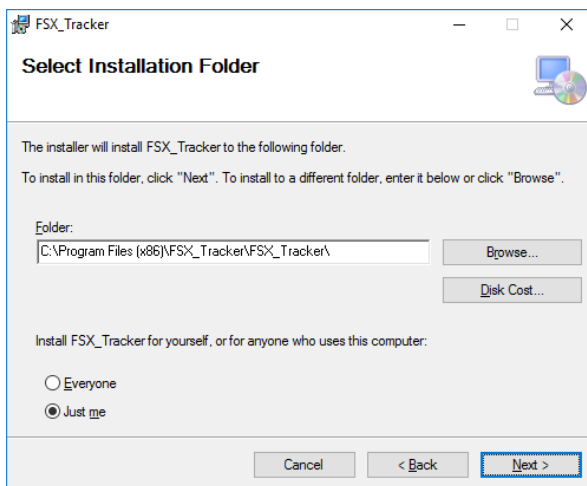 FSX_Tracker
Select Installation Folder
The installer will install FSX_Tracker to the following folder.
To install in this folder, click "Next". To install to a different folder, enter it below or click "Browse".
Folder:
C:\Program Files (x86)\FSX_Tracker\FSX_Tracker\
Browse...
Disk Cost...
Install FSX_Tracker for yourself, or for anyone who uses this computer:
Everyone
Just me
Cancel
< Back
Next >